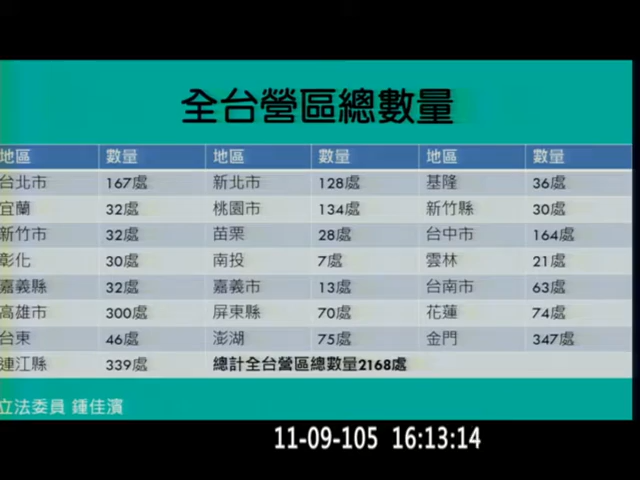 全台營區總數量
地區 數量 地區 數量 地區 數量
台北市 167處 新北市 128處 基隆 36處
宜蘭 32處 桃園市 134處 新竹縣 30處
新竹市 32處 苗栗 28處 台中市 164處
彰化 30處 南投 7處 雲林 21處
嘉義縣 32處 嘉義市 13處 台南市 63處
高雄市 300處 屏東縣 70處 花蓮 74處
台東 46處 澎湖 75處 金門 347處
連江縣 339處 總計全台營區總數量2168處
立法委員 鍾佳濱
11-09-105 16:13:14